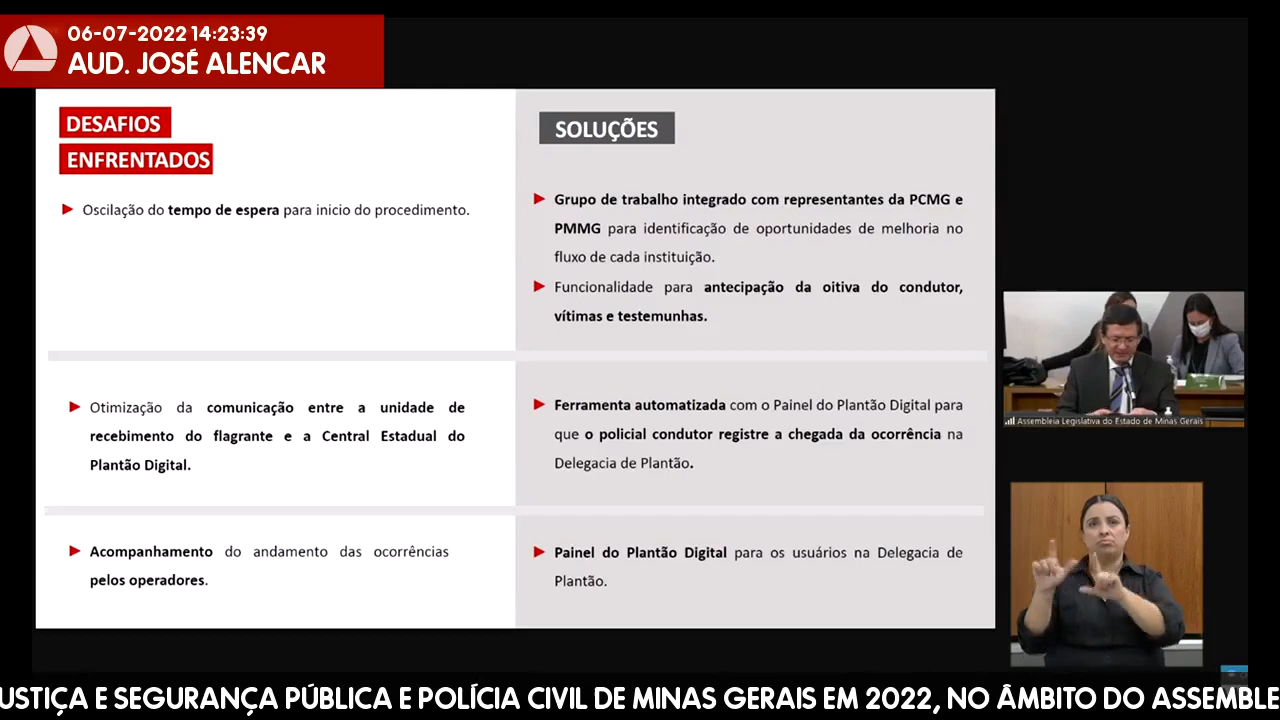 06-07-2022 14:23:39
AUD. JOSÉ ALENCAR
DESAFIOS
ENFRENTADOS
Oscilação do tempo de espera para inicio do procedimento.
SOLUÇÕES
Grupo de trabalho integrado com representantes da PCMG e
PMMG para identificação de oportunidades de melhoria no
fluxo de cada instituição.
Funcionalidade para antecipação da oitiva do condutor,
vítimas e testemunhas.
Otimização da comunicação entre a unidade de
recebimento do flagrante e a Central Estadual do
Plantão Digital.
Ferramenta automatizada com o Painel do Plantão Digital para
que o policial condutor registre a chegada da ocorrência na
Delegacia de Plantão.
Acompanhamento do andamento das ocorrências
pelos operadores.
Painel do Plantão Digital para os usuários na Delegacia de
Plantão.
Assembleia Legislativa do Estado de Minas Gerais
USTIÇA E SEGURANÇA PÚBLICA E POLÍCIA CIVIL DE MINAS GERAIS EM 2022, NO ÂMBITO DO ASSEMBLE